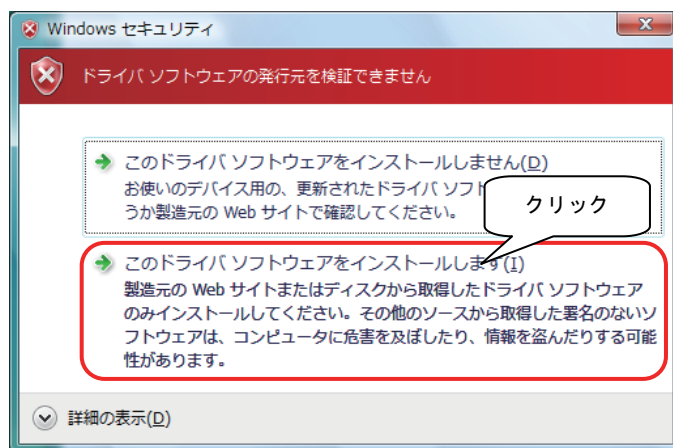 Windows セキュリティ
ドライバ ソフトウェアの発行元を検証できません
このドライバ ソフトウェアをインストールしません(D)
お使いのデバイス用の、更新されたドライバ ソフト
うか製造元の Web サイトで確認してください。
クリック
このドライバ ソフトウェアをインストールします(I)
製造元の Web サイトまたはディスクから取得したドライバ ソフトウェア
のみインストールしてください。その他のソースから取得した署名のないソ
フトウェアは、コンピュータに危害を及ぼしたり、情報を盗んだりする可能
性があります。
詳細の表示(D)